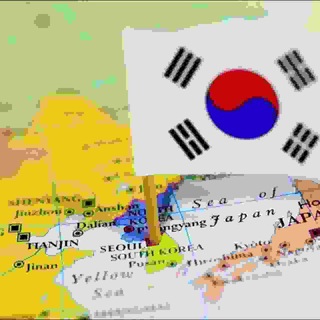 Sea of
Japan
SHENYANG
Jinzhou
Anshan
NORTH
KOREA
Dalian
Pyongyang
JAPAN
TIANJIN
SEOUL
SOUTH KOREA
Kyoto
Jinan
Pusan
Hiroshima
Yellow
Sea